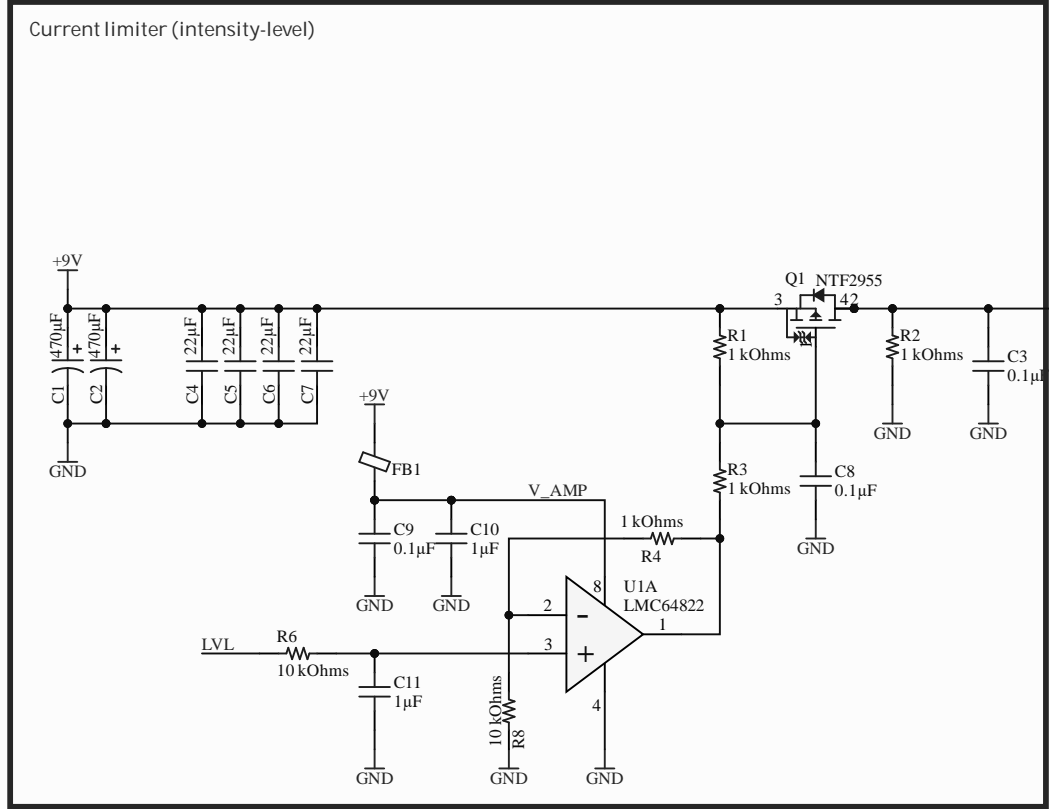 Current limiter (intensity-level)
+9V
470µF
C1
470µF
C2
22µF
C4
22µF
C5
22µF
C6
22µF
C7
GND
Q1 NTF2955
3
42
R1
1 kOhms
R2
1 kOhms
C3
0.1µF
GND
GND
+9V
FB1
V_AMP
R3
1 kOhms
C8
0.1µF
GND
C9
0.1µF
C10
1µF
GND
GND
1 kOhms
R4
8
U1A
LMC64822
2
-
1
3
+
4
LVL
R6
10 kOhms
C11
1µF
10 kOhms
R8
GND
GND
GND